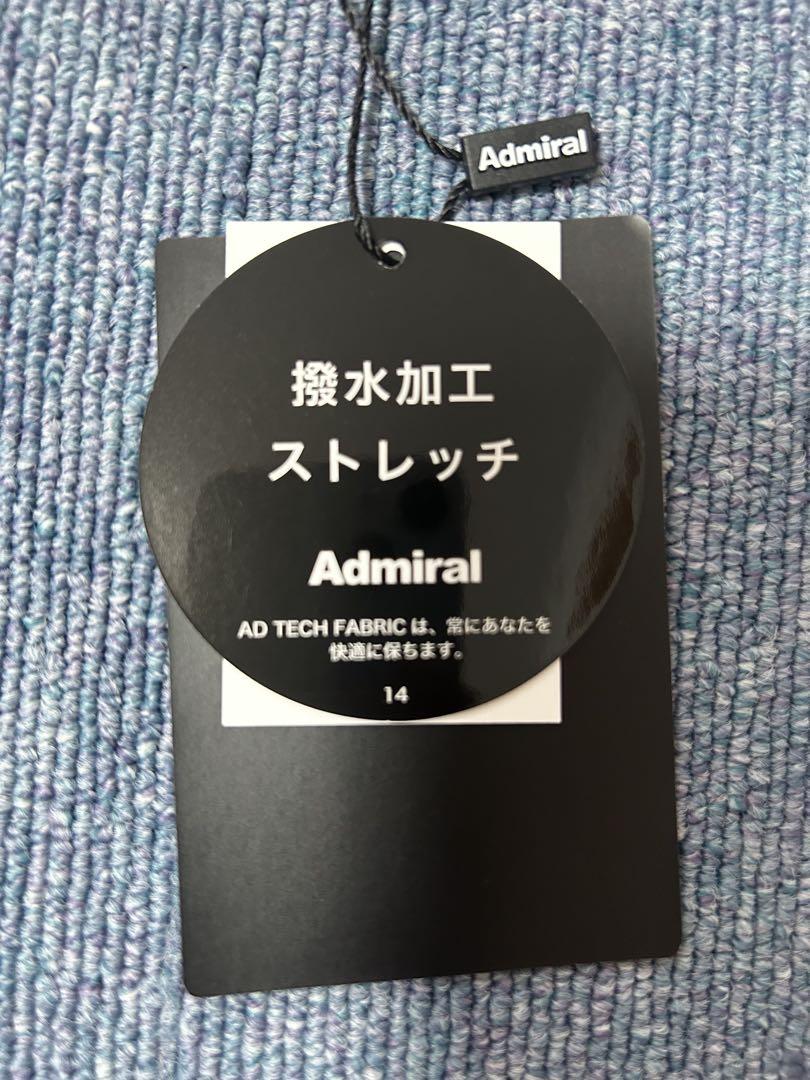 Admiral
撥水加工
ストレッチ
Admiral
AD TECH FABRICは、常にあなたを
快適に保ちます。
14